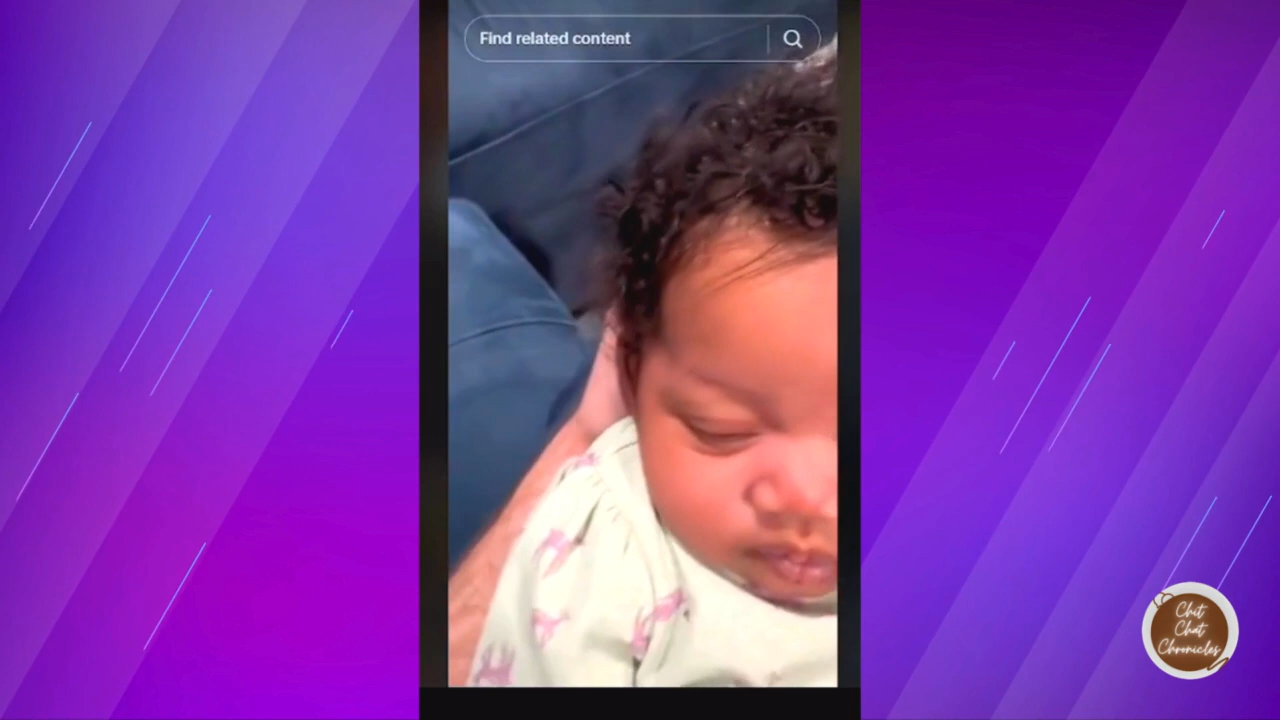 Find related content
Chit
Chat
Chronicles